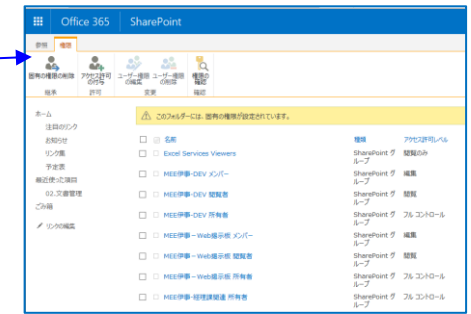 Office 365 SharePoint
参照 権限
固有の権限の削除 アクセス許可の付与 ユーザー権限の編集 ユーザー権限の削除 権限の確認
継承 許可 変更 確認
このフォルダーには、固有の権限が設定されています。
ホーム
注目のリンク
お知らせ
リンク集
予定表
最近使った項目
02.文書管理
ごみ箱
リンクの編集
名前 種類 アクセス許可レベル
Excel Services Viewers SharePoint グループ 閲覧のみ
MEE伊事-DEV メンバー SharePoint グループ 編集
MEE伊事-DEV 閲覧者 SharePoint グループ 閲覧
MEE伊事-DEV 所有者 SharePoint グループ フル コントロール
MEE伊事－Web掲示板 メンバー SharePoint グループ 編集
MEE伊事－Web掲示板 閲覧者 SharePoint グループ 閲覧
MEE伊事－Web掲示板 所有者 SharePoint グループ フル コントロール
MEE伊事-経理課関連 所有者 SharePoint グループ フル コントロール